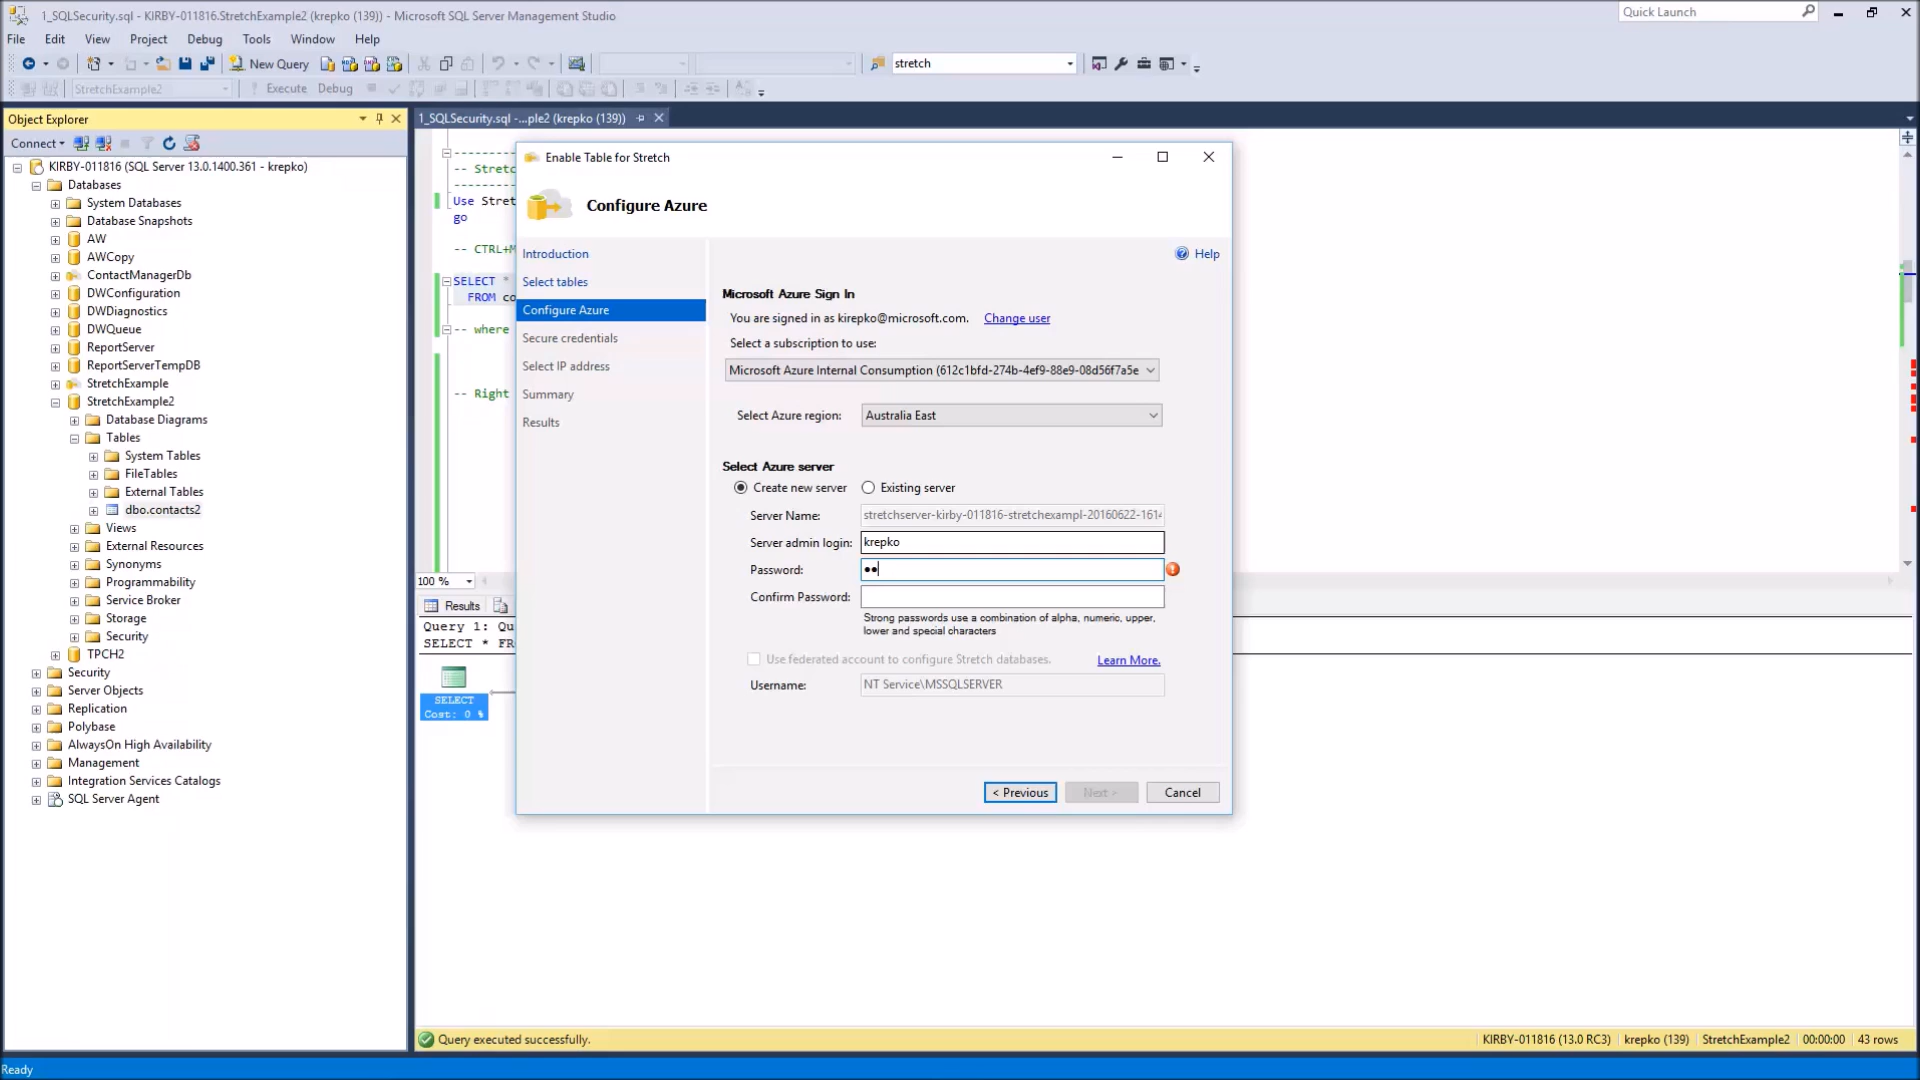 1_SQLSecurity.sql - KIRBY-011816.StretchExample2 (krepko (139)) - Microsoft SQL Server Management Studio
Quick Launch
File Edit View Project Debug Tools Window Help
New Query
stretch
StretchExample2
Execute Debug
Object Explorer
Connect
KIRBY-011816 (SQL Server 13.0.1400.361 - krepko)
Databases
System Databases
Database Snapshots
AW
AWCopy
ContactManagerDb
DWConfiguration
DWDiagnostics
DWQueue
ReportServer
ReportServerTempDB
StretchExample
StretchExample2
Database Diagrams
Tables
System Tables
FileTables
External Tables
dbo.contacts2
Views
External Resources
Synonyms
Programmability
Service Broker
Storage
Security
TPCH2
Security
Server Objects
Replication
Polybase
AlwaysOn High Availability
Management
Integration Services Catalogs
SQL Server Agent
1_SQLSecurity.sql -...ple2 (krepko (139))
-- Stretc
Use Stret
go
-- CTRL+M
SELECT *
FROM co
-- where
-- Right
100 %
Results
Query 1: Qu
SELECT * FR
SELECT
Cost: 0 %
Enable Table for Stretch
Configure Azure
Introduction
Select tables
Configure Azure
Secure credentials
Select IP address
Summary
Results
Help
Microsoft Azure Sign In
You are signed in as kirepko@microsoft.com. Change user
Select a subscription to use:
Microsoft Azure Internal Consumption (612c1bfd-274b-4ef9-88e9-08d56f7a5e
Select Azure region: Australia East
Select Azure server
Create new server Existing server
Server Name: stretchserver-kirby-011816-stretchexampl-20160622-1614
Server admin login: krepko
Password: ●●
Confirm Password:
Strong passwords use a combination of alpha, numeric, upper,
lower and special characters
Use federated account to configure Stretch databases. Learn More.
Username: NT Service\MSSQLSERVER
< Previous Next > Cancel
Query executed successfully.
KIRBY-011816 (13.0 RC3) krepko (139) StretchExample2 00:00:00 43 rows
Ready